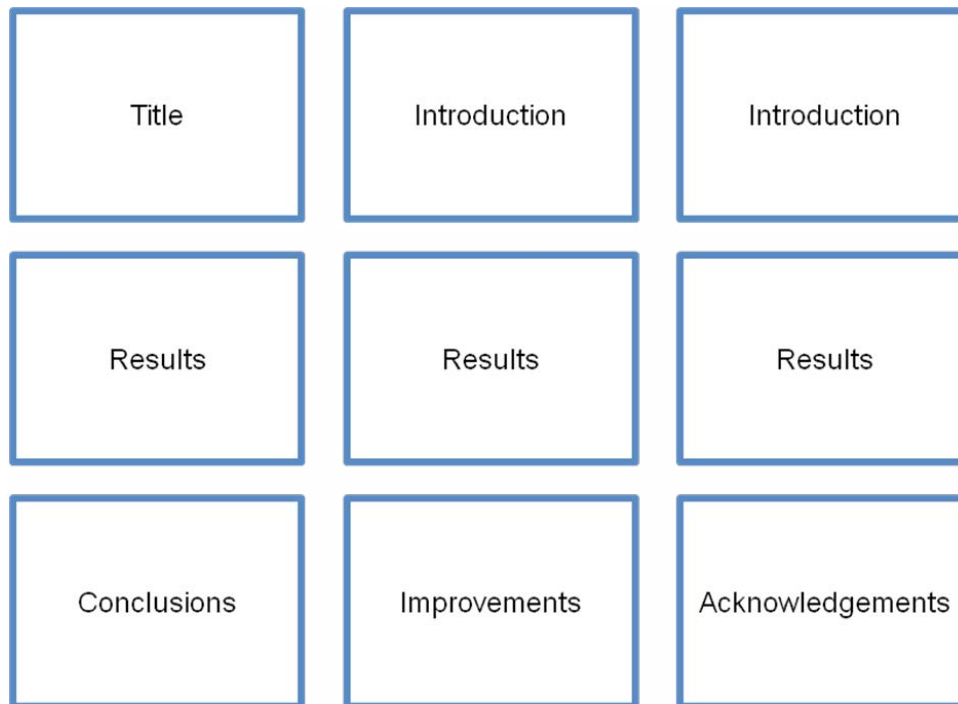 Title
Introduction
Introduction
Results
Results
Results
Conclusions
Improvements
Acknowledgements